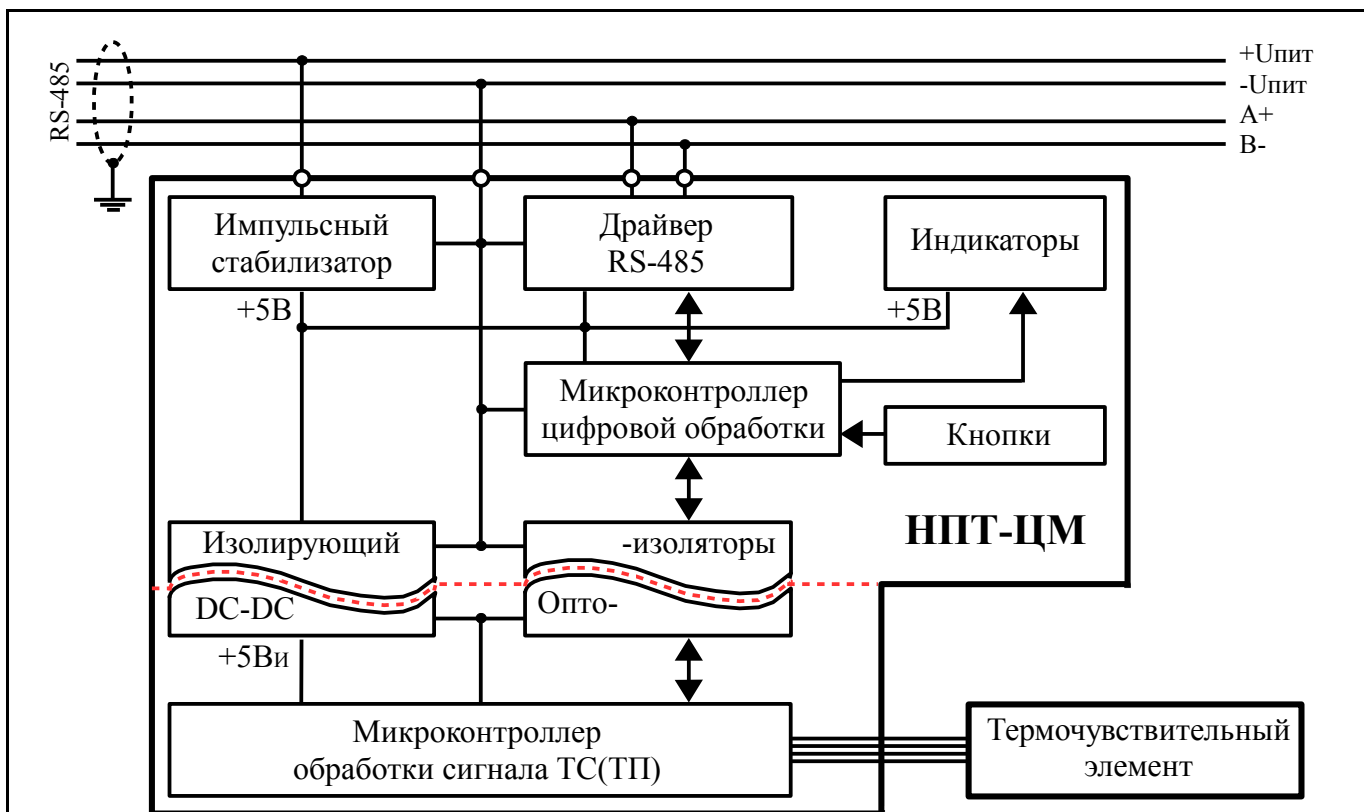 RS-485
+Uпит
-Uпит
A+
B-
Импульсный
стабилизатор
Драйвер
RS-485
Индикаторы
+5В
+5В
Микроконтроллер
цифровой обработки
Кнопки
НПТ-ЦМ
Изолирующий
DC-DC
-изоляторы
Опто-
+5Ви
Микроконтроллер
обработки сигнала ТС(ТП)
Термочувствительный
элемент